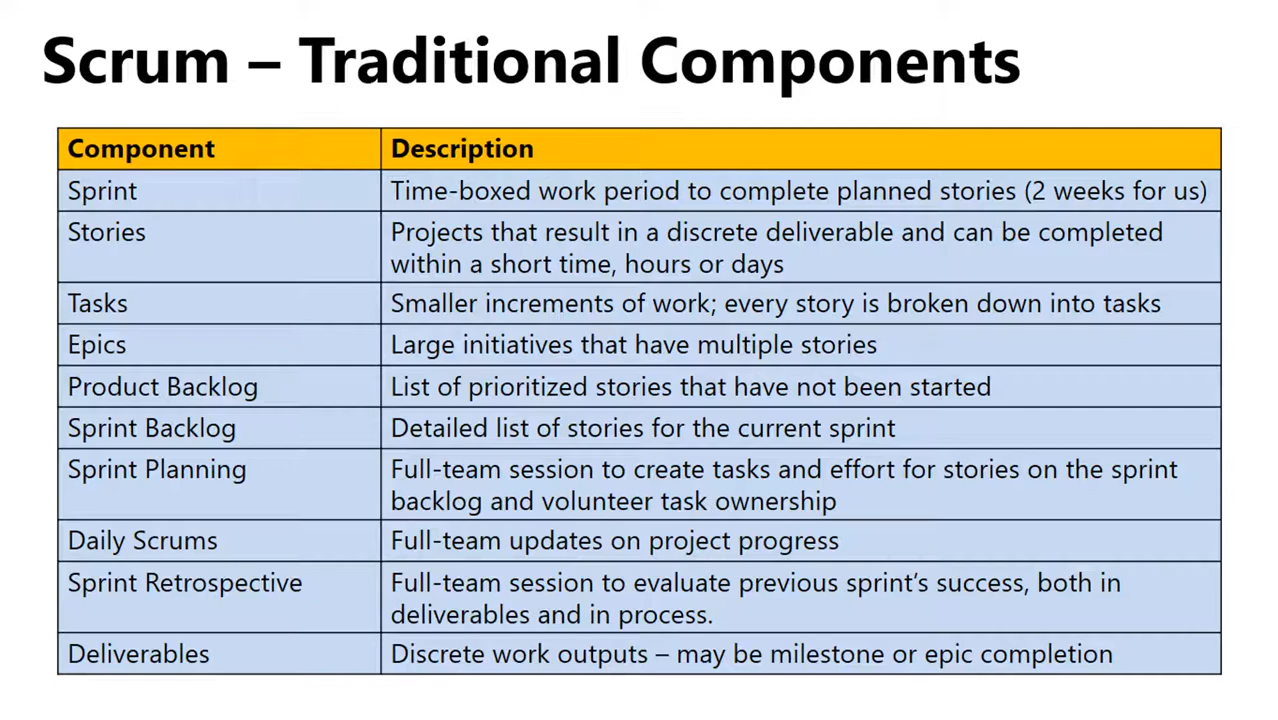 Scrum – Traditional Components
Component Description
Sprint Time-boxed work period to complete planned stories (2 weeks for us)
Stories Projects that result in a discrete deliverable and can be completed
within a short time, hours or days
Tasks Smaller increments of work; every story is broken down into tasks
Epics Large initiatives that have multiple stories
Product Backlog List of prioritized stories that have not been started
Sprint Backlog Detailed list of stories for the current sprint
Sprint Planning Full-team session to create tasks and effort for stories on the sprint
backlog and volunteer task ownership
Daily Scrums Full-team updates on project progress
Sprint Retrospective Full-team session to evaluate previous sprint’s success, both in
deliverables and in process.
Deliverables Discrete work outputs – may be milestone or epic completion